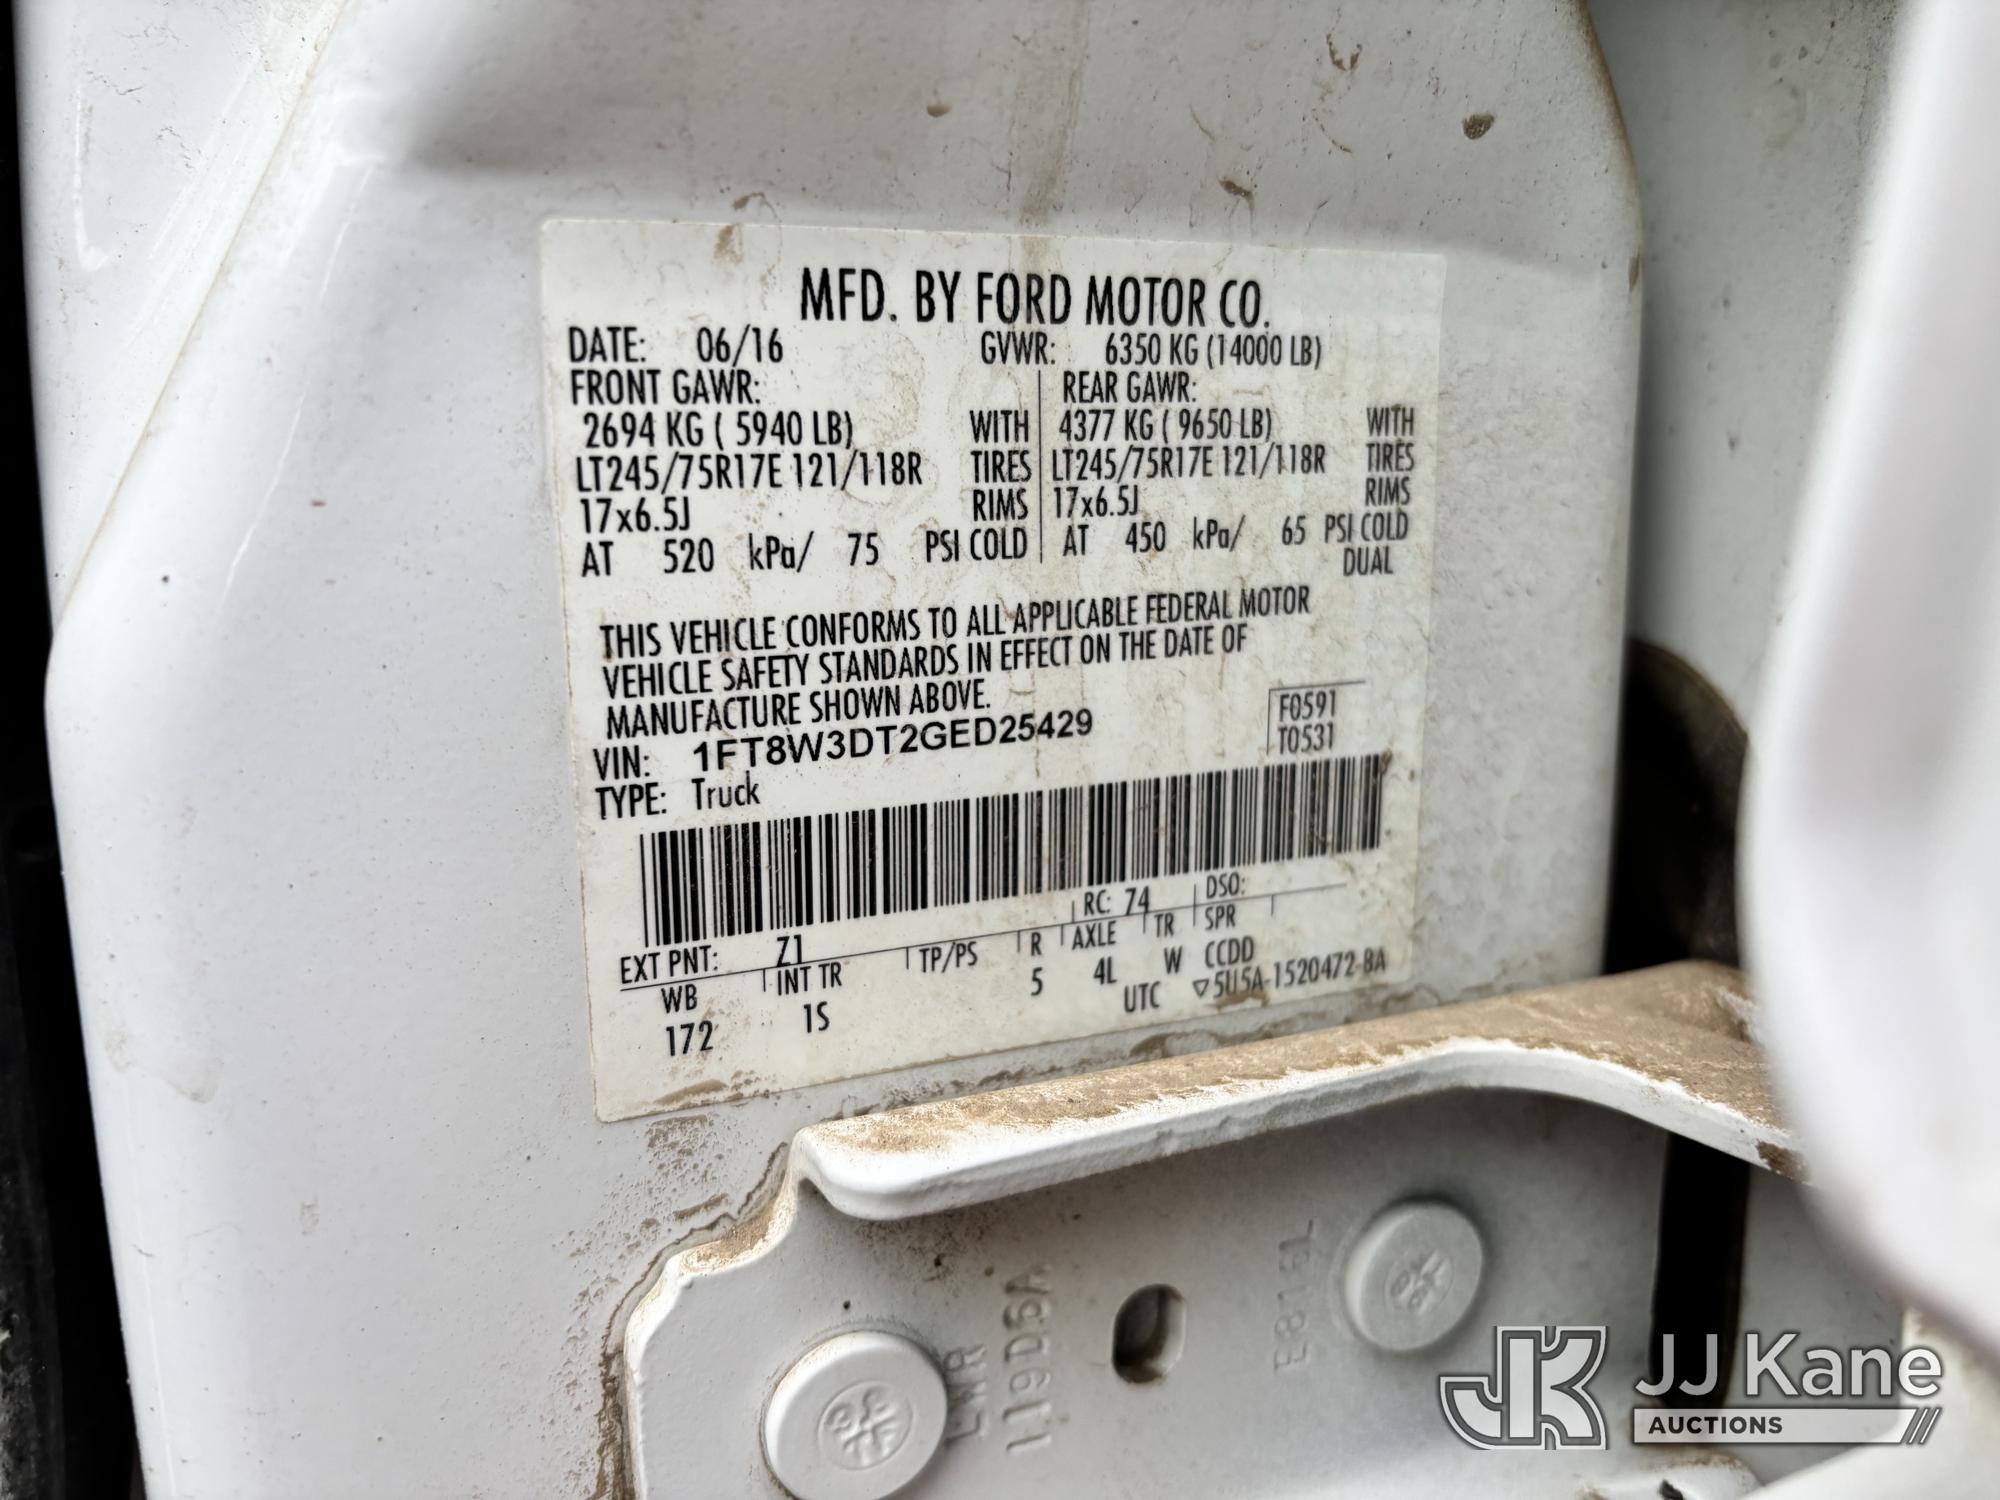 MFD. BY FORD MOTOR CO.
DATE: 06/16 GVWR: 6350 KG (14000 LB)
FRONT GAWR: REAR GAWR:
2694 KG ( 5940 LB) WITH 4377 KG ( 9650 LB) WITH
LT245/75R17E 121/118R TIRES LT245/75R17E 121/118R TIRES
17x6.5J RIMS 17x6.5J RIMS
AT 520 kPa/ 75 PSI COLD AT 450 kPa/ 65 PSI COLD
DUAL
THIS VEHICLE CONFORMS TO ALL APPLICABLE FEDERAL MOTOR
VEHICLE SAFETY STANDARDS IN EFFECT ON THE DATE OF
MANUFACTURE SHOWN ABOVE.
F0591
VIN: 1FT8W3DT2GED25429 T0531
TYPE: Truck
EXT PNT: Z1 RC: 74 DSO:
WB INT TR TP/PS R AXLE TR SPR
172 1S 5 4L W CCDD
UTC ▽5U5A-1520472-BA
119D6A
JK JJ Kane
AUCTIONS